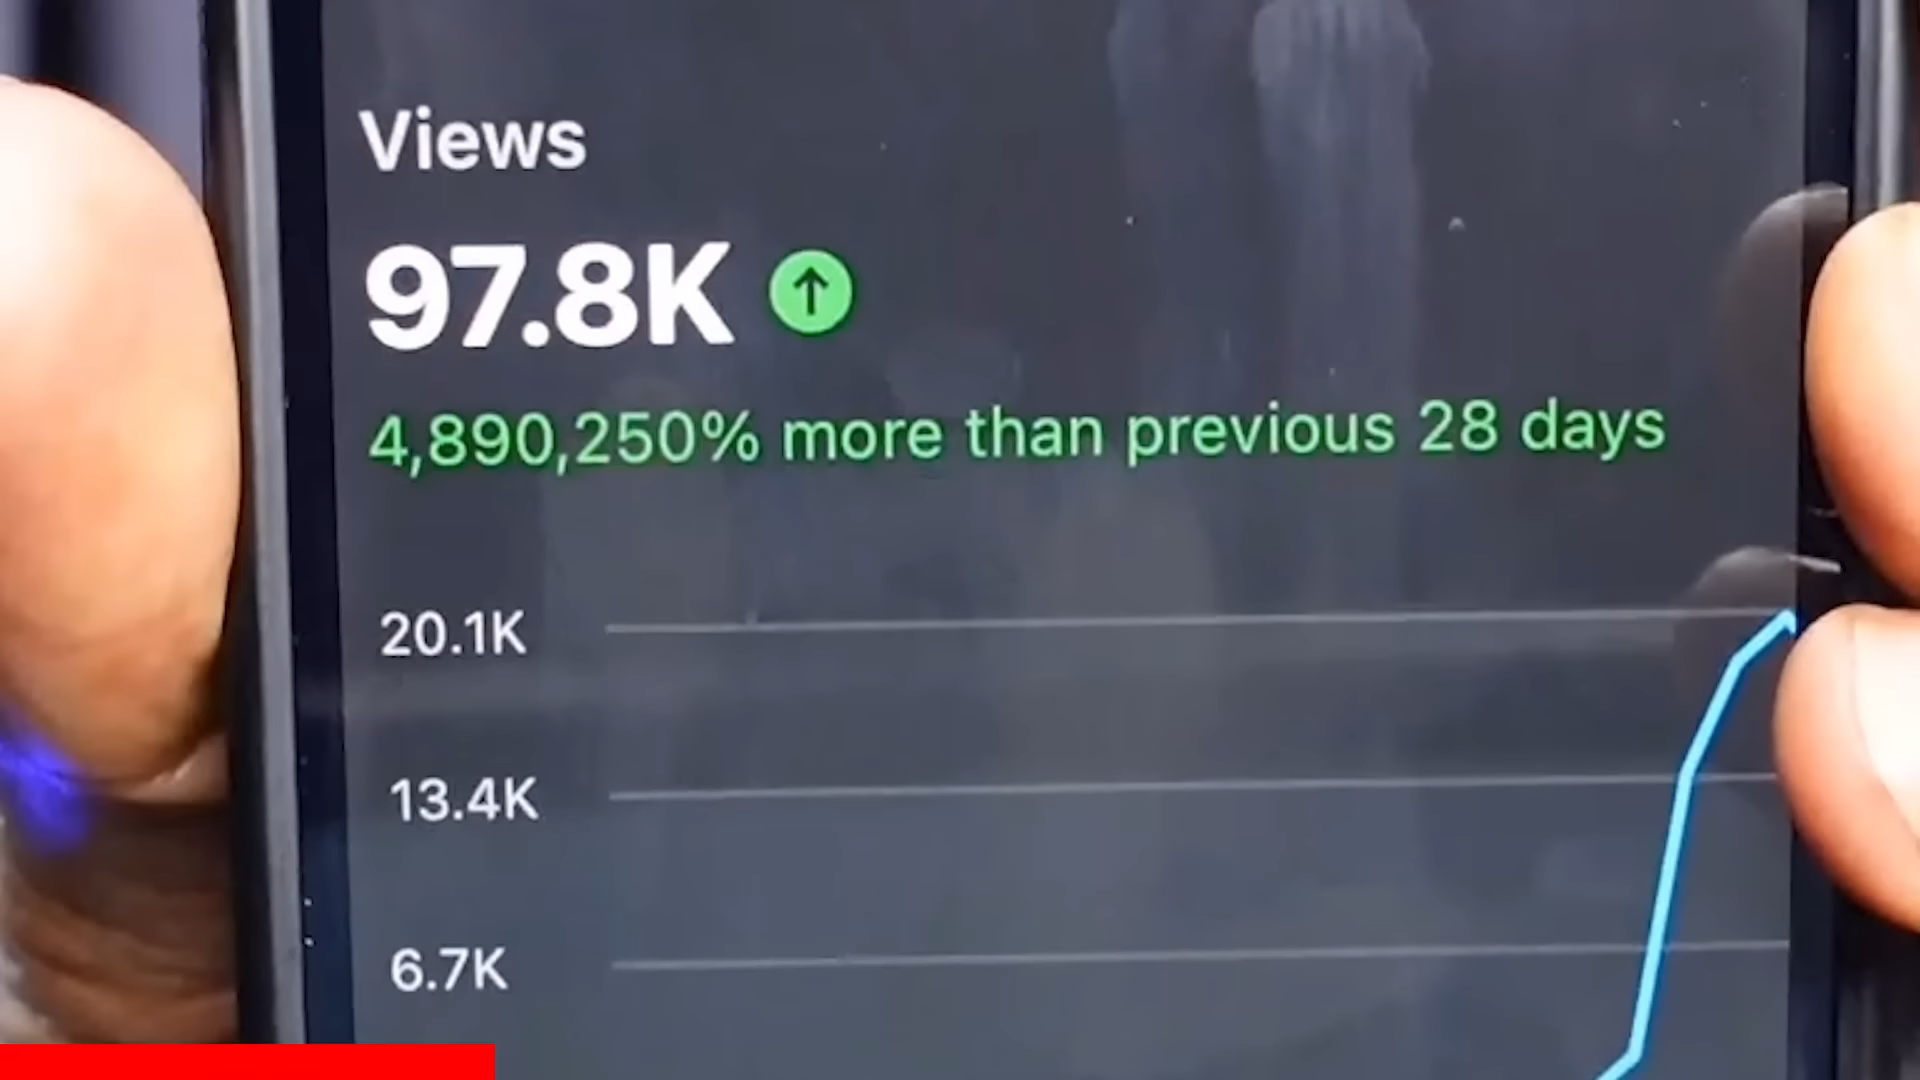 Views
97.8K
4,890,250% more than previous 28 days
20.1K
13.4K
6.7K